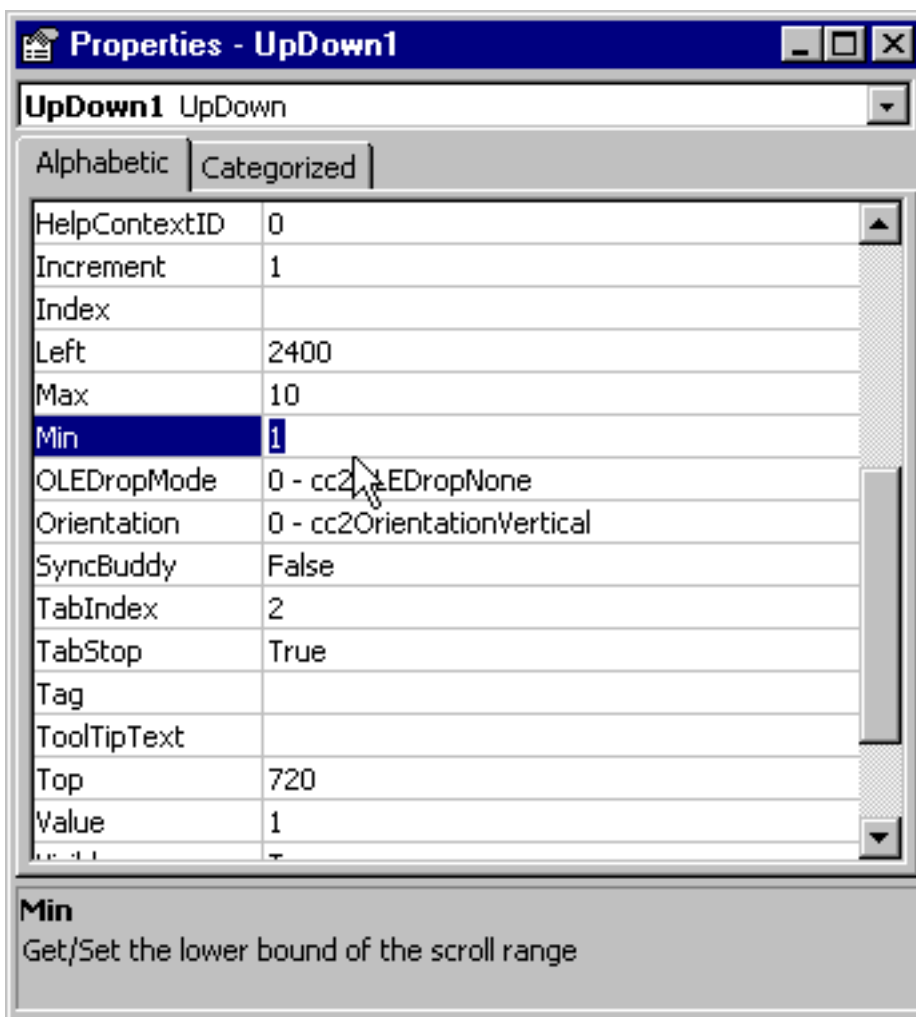 Properties - UpDown1
UpDown1 UpDown
Alphabetic Categorized
HelpContextID 0
Increment 1
Index
Left 2400
Max 10
Min 1
OLEDropMode 0 - cc2OLEDropNone
Orientation 0 - cc2OrientationVertical
SyncBuddy False
TabIndex 2
TabStop True
Tag
ToolTipText
Top 720
Value 1
Min
Get/Set the lower bound of the scroll range